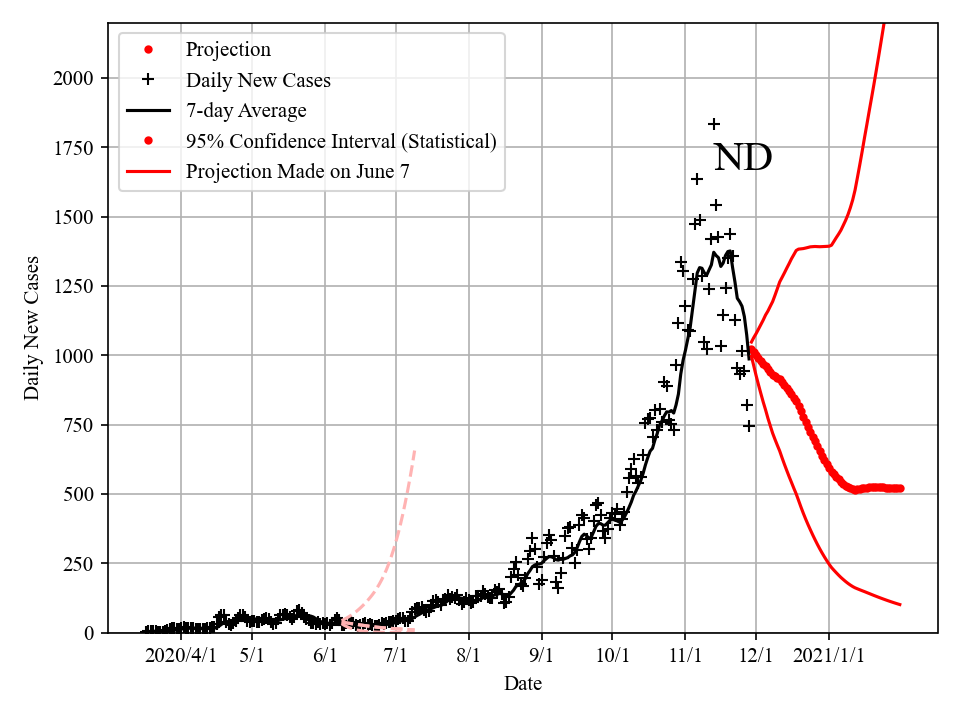 Projection
Daily New Cases
7-day Average
95% Confidence Interval (Statistical)
Projection Made on June 7
ND
2000
1750
1500
1250
1000
750
500
250
0
Daily New Cases
2020/4/1 5/1 6/1 7/1 8/1 9/1 10/1 11/1 12/1 2021/1/1
Date